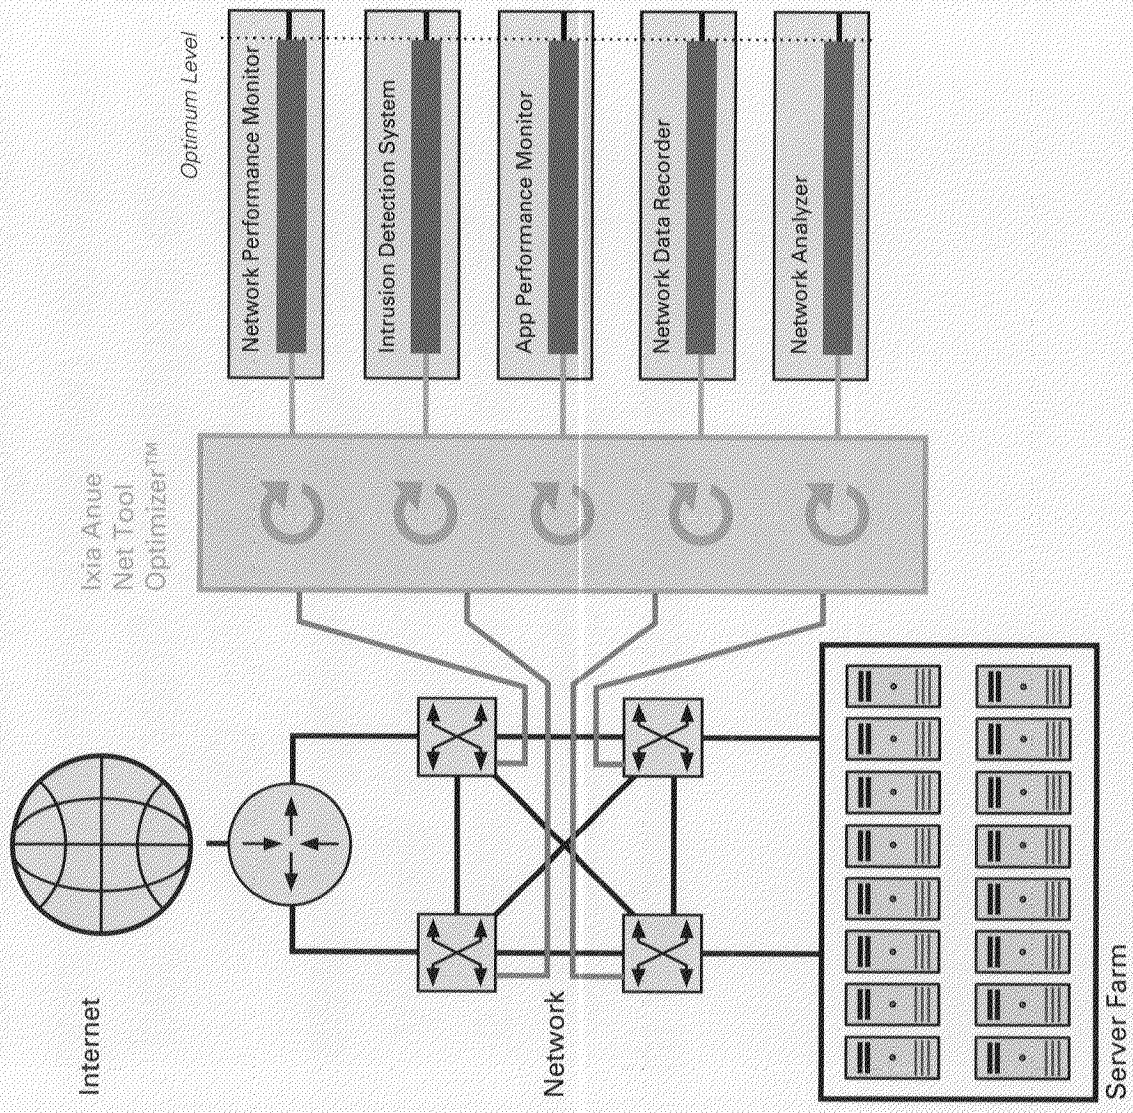 Internet
Network
Server Farm
Ixia Anue
Net Tool
Optimizer™
Optimum Level
Network Performance Monitor
Intrusion Detection System
App Performance Monitor
Network Data Recorder
Network Analyzer